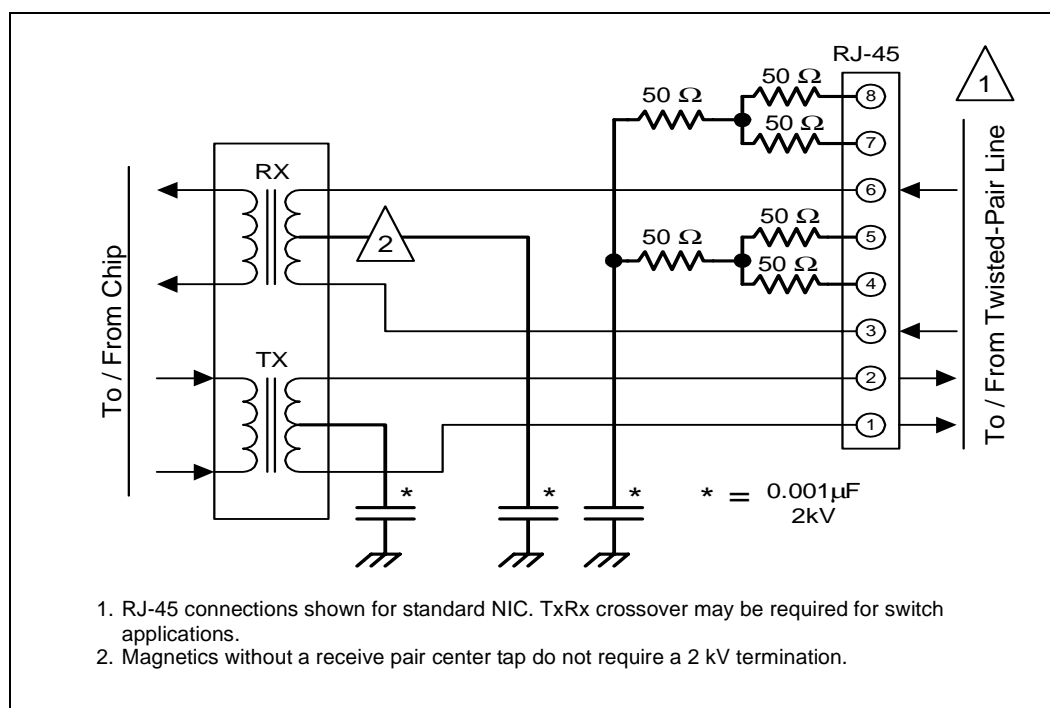 RJ-45
1
50 Ω
50 Ω
8
50 Ω
7
RX
6
2
50 Ω
50 Ω
5
50 Ω
4
3
TX
2
1
To / From Chip
To / From Twisted-Pair Line
*
*
*
* = 0.001µF
2kV
1. RJ-45 connections shown for standard NIC. TxRx crossover may be required for switch
applications.
2. Magnetics without a receive pair center tap do not require a 2 kV termination.